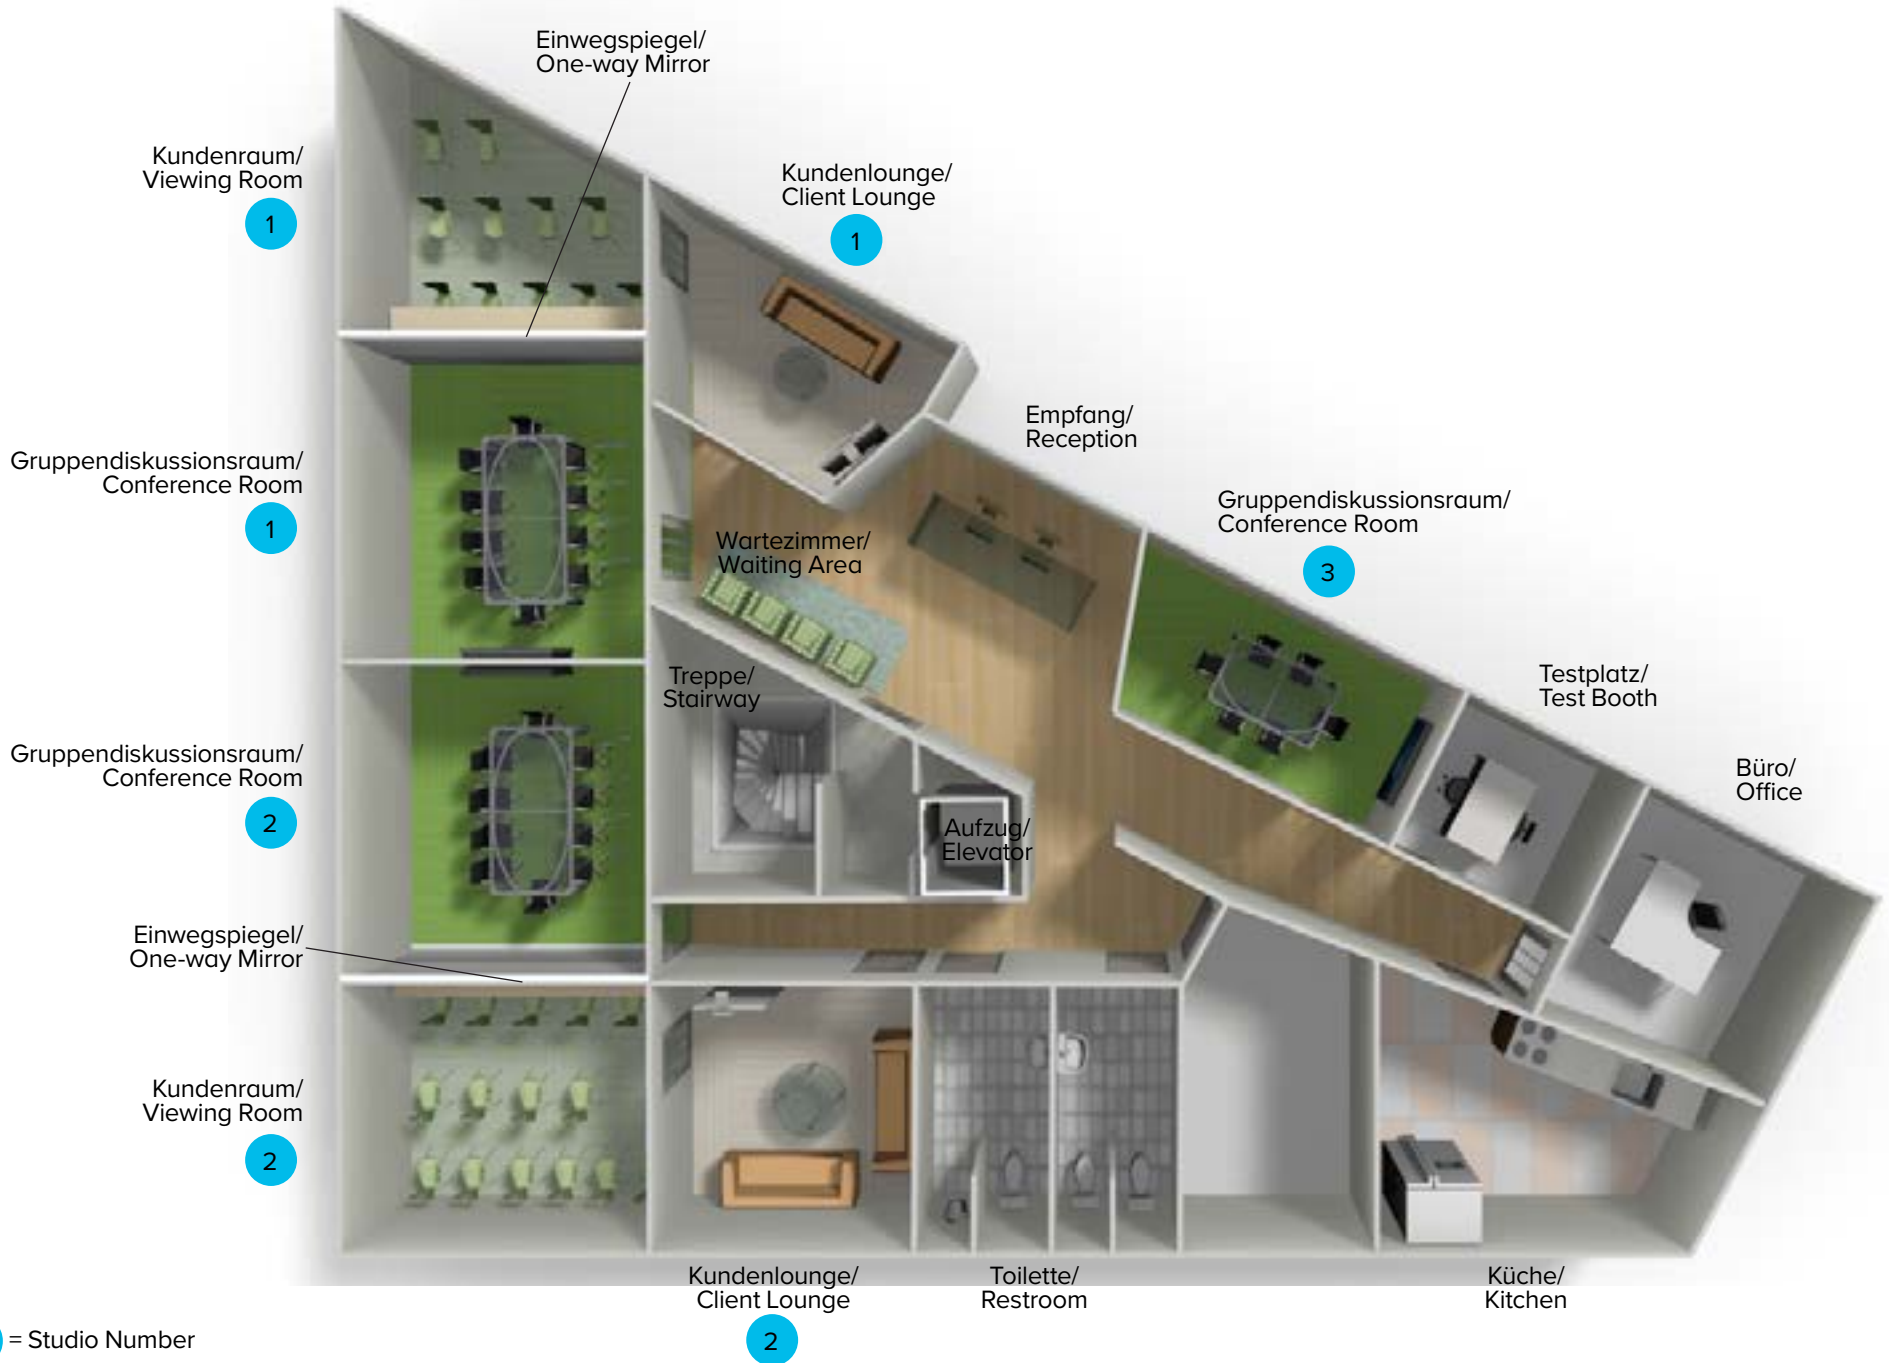 Einwegspiegel/
One-way Mirror
Kundenraum/
Viewing Room
1
Kundenlounge/
Client Lounge
1
Empfang/
Reception
Gruppendiskussionsraum/
Conference Room
1
Gruppendiskussionsraum/
Conference Room
3
Wartezimmer/
Waiting Area
Treppe/
Stairway
Testplatz/
Test Booth
Gruppendiskussionsraum/
Conference Room
2
Büro/
Office
Aufzug/
Elevator
Einwegspiegel/
One-way Mirror
Kundenraum/
Viewing Room
2
Kundenlounge/
Client Lounge
2
Toilette/
Restroom
Küche/
Kitchen
= Studio Number